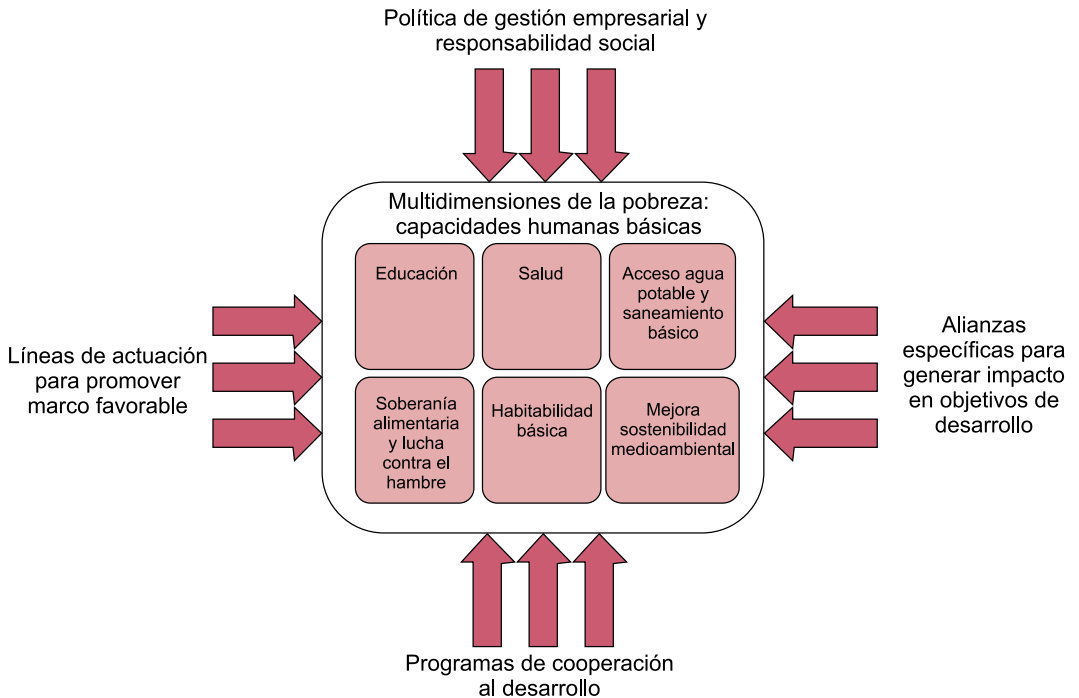 Política de gestión empresarial y
responsabilidad social
Multidimensiones de la pobreza:
capacidades humanas básicas
Educación
Salud
Acceso agua
potable y
saneamiento
básico
Líneas de actuación
para promover
marco favorable
Alianzas
específicas para
generar impacto
en objetivos de
desarrollo
Soberanía
alimentaria
y lucha
contra el
hambre
Habitabilidad
básica
Mejora
sostenibilidad
medioambiental
Programas de cooperación
al desarrollo